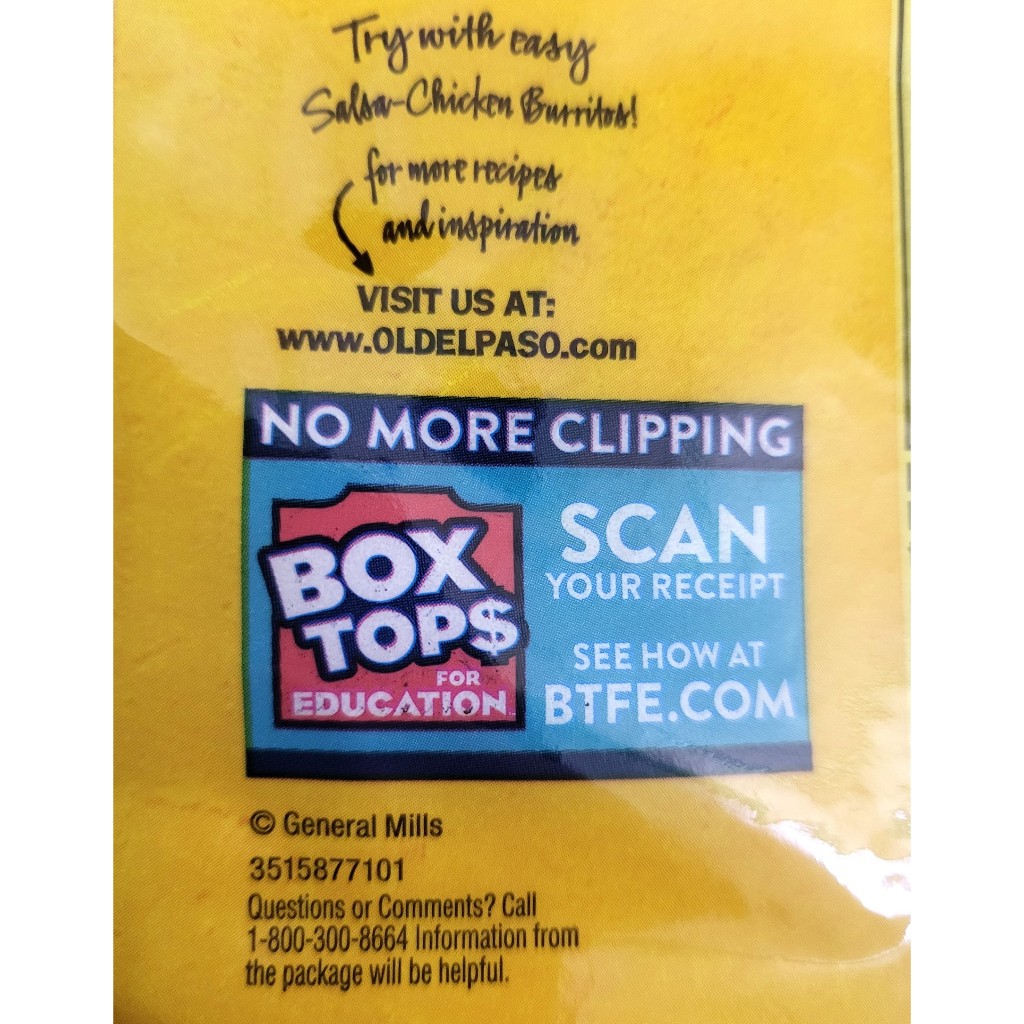 Try with easy
Salsa-Chicken Burritos!
for more recipes
and inspiration
VISIT US AT:
www.OLDELPASO.com
NO MORE CLIPPING
BOX
TOP$
FOR
EDUCATION
SCAN
YOUR RECEIPT
SEE HOW AT
BTFE.COM
© General Mills
3515877101
Questions or Comments? Call
1-800-300-8664 Information from
the package will be helpful.